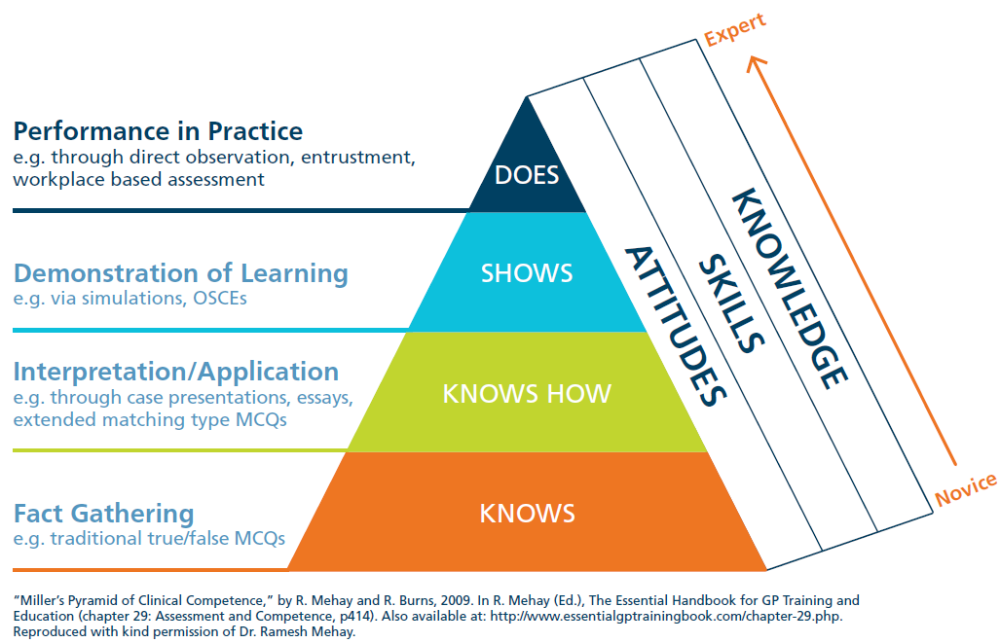 Expert
Performance in Practice
e.g. through direct observation, entrustment,
workplace based assessment
DOES
Demonstration of Learning
e.g. via simulations, OSCEs
SHOWS
Interpretation/Application
e.g. through case presentations, essays,
extended matching type MCQs
KNOWS HOW
Fact Gathering
e.g. traditional true/false MCQs
KNOWS
ATTITUDES
SKILLS
KNOWLEDGE
Novice
“Miller’s Pyramid of Clinical Competence,” by R. Mehay and R. Burns, 2009. In R. Mehay (Ed.), The Essential Handbook for GP Training and
Education (chapter 29: Assessment and Competence, p414). Also available at: http://www.essentialgptrainingbook.com/chapter-29.php.
Reproduced with kind permission of Dr. Ramesh Mehay.